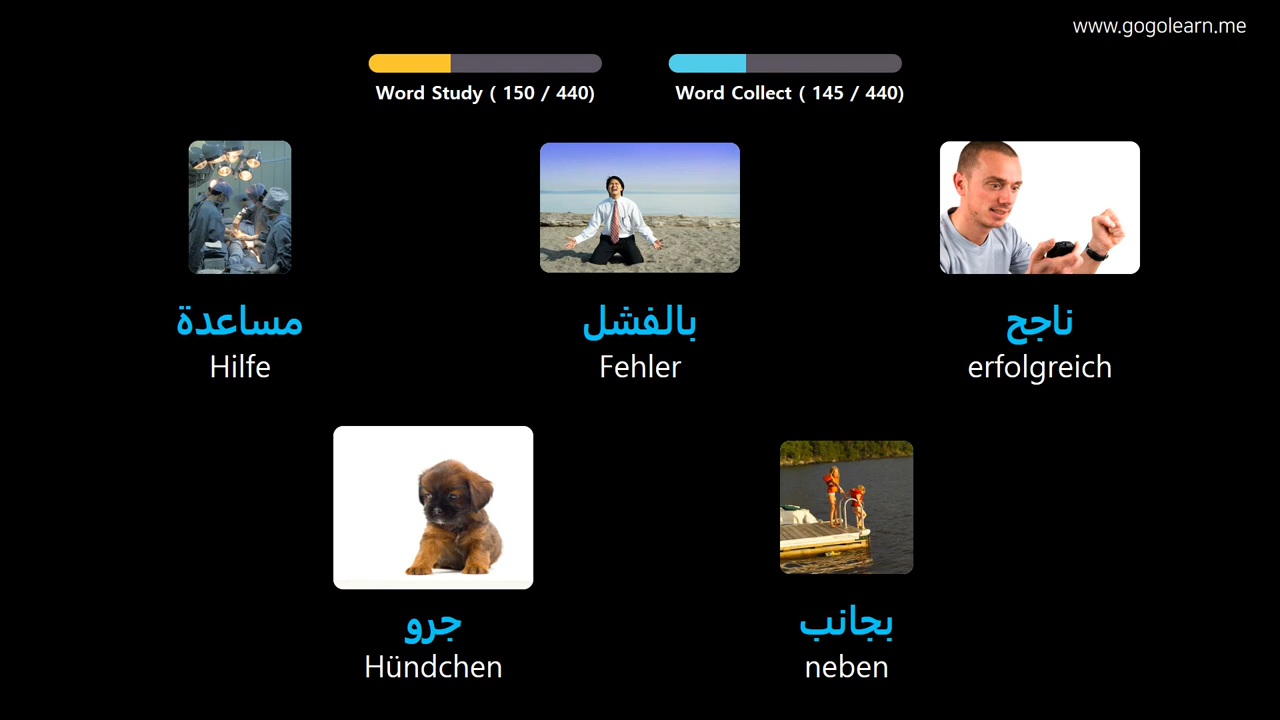 www.gogolearn.me
Word Study ( 150 / 440)
Word Collect ( 145 / 440)
مساعدة
Hilfe
بالفشل
Fehler
ناجح
erfolgreich
جرو
Hündchen
بجانب
neben